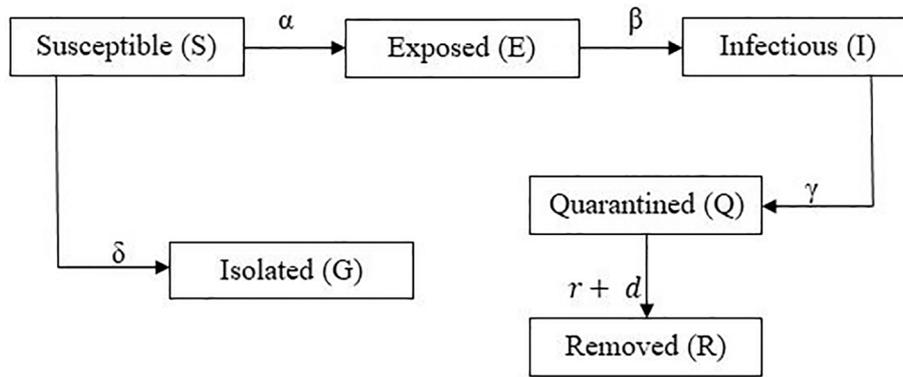 α
β
Susceptible (S)
Exposed (E)
Infectious (I)
Quarantined (Q)
γ
δ
Isolated (G)
r + d
Removed (R)